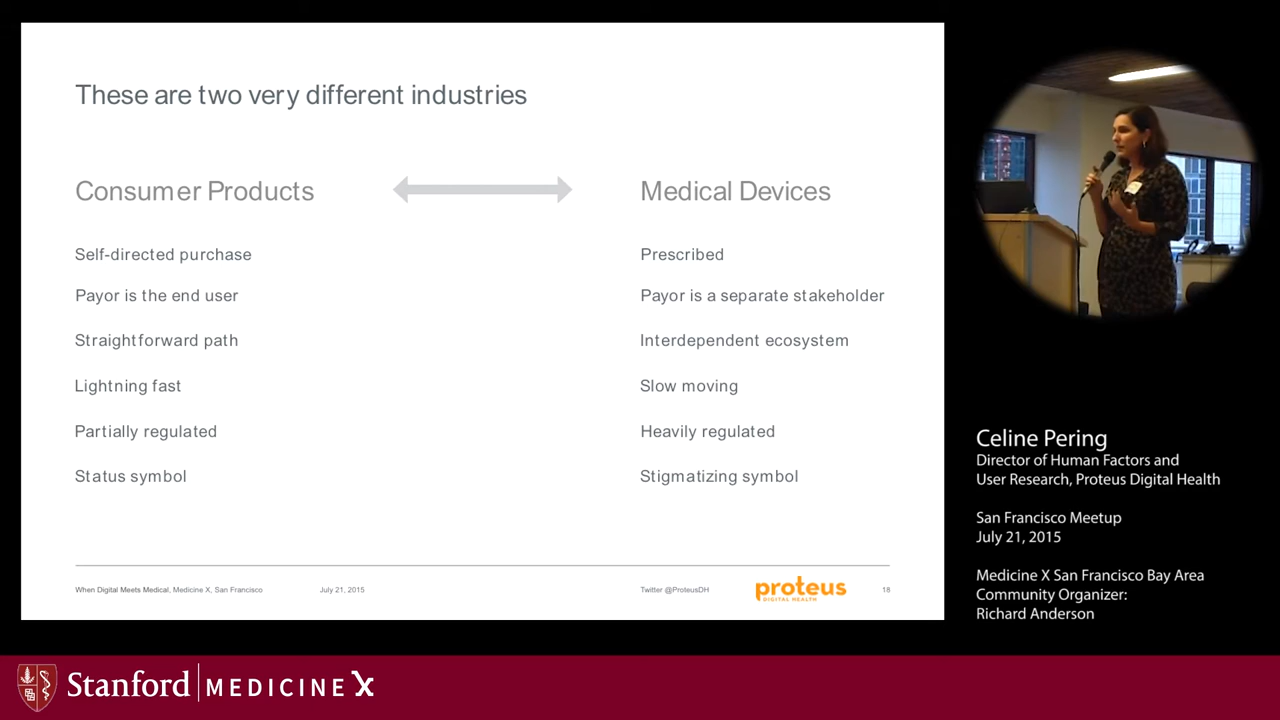 These are two very different industries
Consumer Products
Medical Devices
Self-directed purchase
Prescribed
Payor is the end user
Payor is a separate stakeholder
Straightforward path
Interdependent ecosystem
Lightning fast
Slow moving
Partially regulated
Heavily regulated
Status symbol
Stigmatizing symbol
When Digital Meets Medical, Medicine X, San Francisco
July 21, 2015
Twitter @ProteusDH
proteus
DIGITAL HEALTH
18
Celine Pering
Director of Human Factors and
User Research, Proteus Digital Health
San Francisco Meetup
July 21, 2015
Medicine X San Francisco Bay Area
Community Organizer:
Richard Anderson
Stanford MEDICINE X